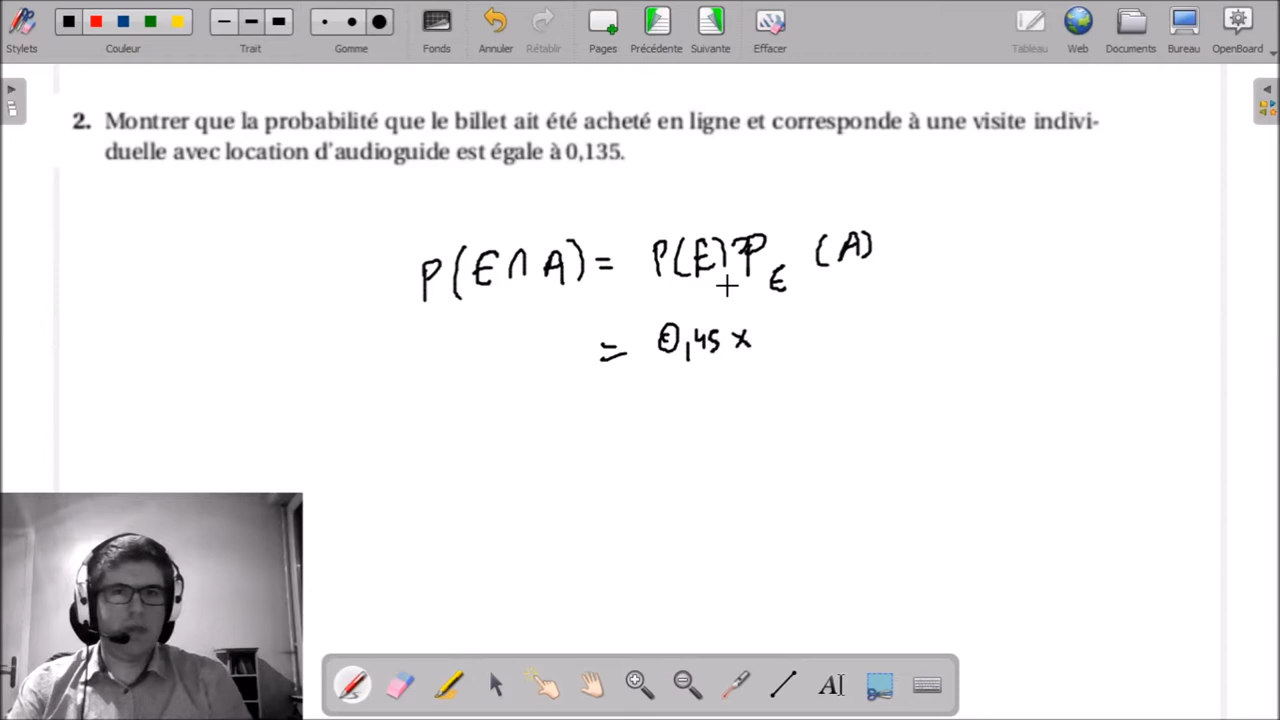 Stylets Couleur Trait Gomme Fonds Annuler Rétablir Pages Précédente Suivante Effacer Tableau Web Documents Bureau OpenBoard
2. Montrer que la probabilité que le billet ait été acheté en ligne et corresponde à une visite indivi-
duelle avec location d'audioguide est égale à 0,135.
P(E∩A) = P(E) P_E (A)
= 0,45 x
AI